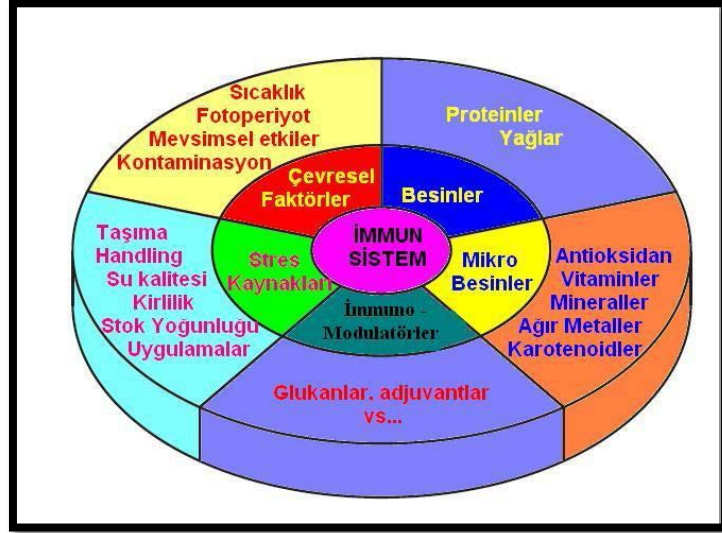 Sıcaklık
Fotoperiyot
Mevsimsel etkiler
Kontaminasyon
Proteinler
Yağlar
Çevresel
Faktörler
Besinler
İMMUN
SİSTEM
Taşıma
Handling
Su kalitesi
Kirlilik
Stok Yoğunluğu
Uygulamalar
Stres
Kaynakları
Mikro
Besinler
Antioksidan
Vitaminler
Mineraller
Ağır Metaller
Karotenoidler
İmmuno -
Modulatörler
Glukanlar, adjuvantlar
vs...